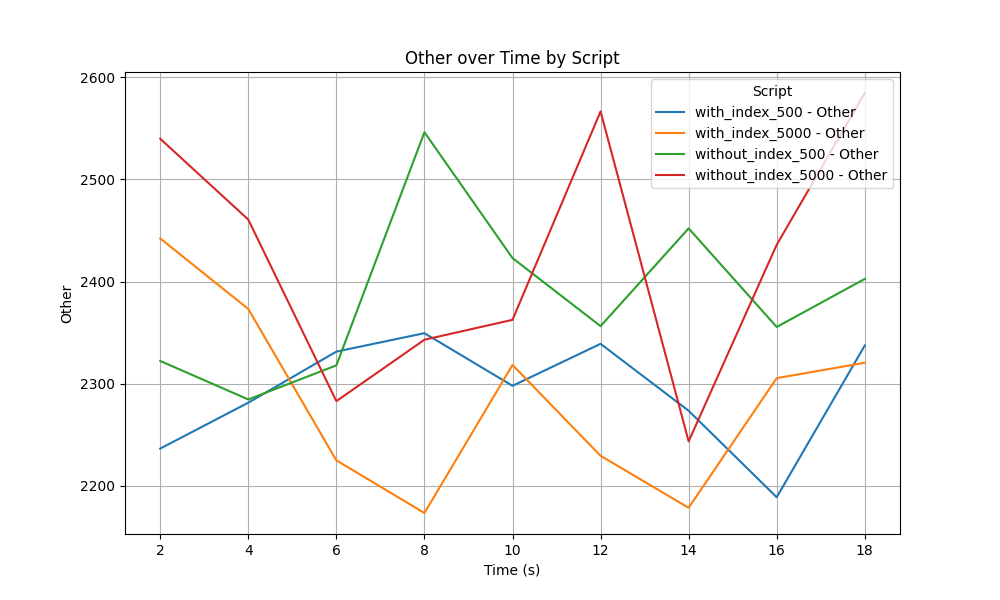 Other over Time by Script
2600
2500
2400
2300
2200
Other
2 4 6 8 10 12 14 16 18
Time (s)
Script
with_index_500 - Other
with_index_5000 - Other
without_index_500 - Other
without_index_5000 - Other